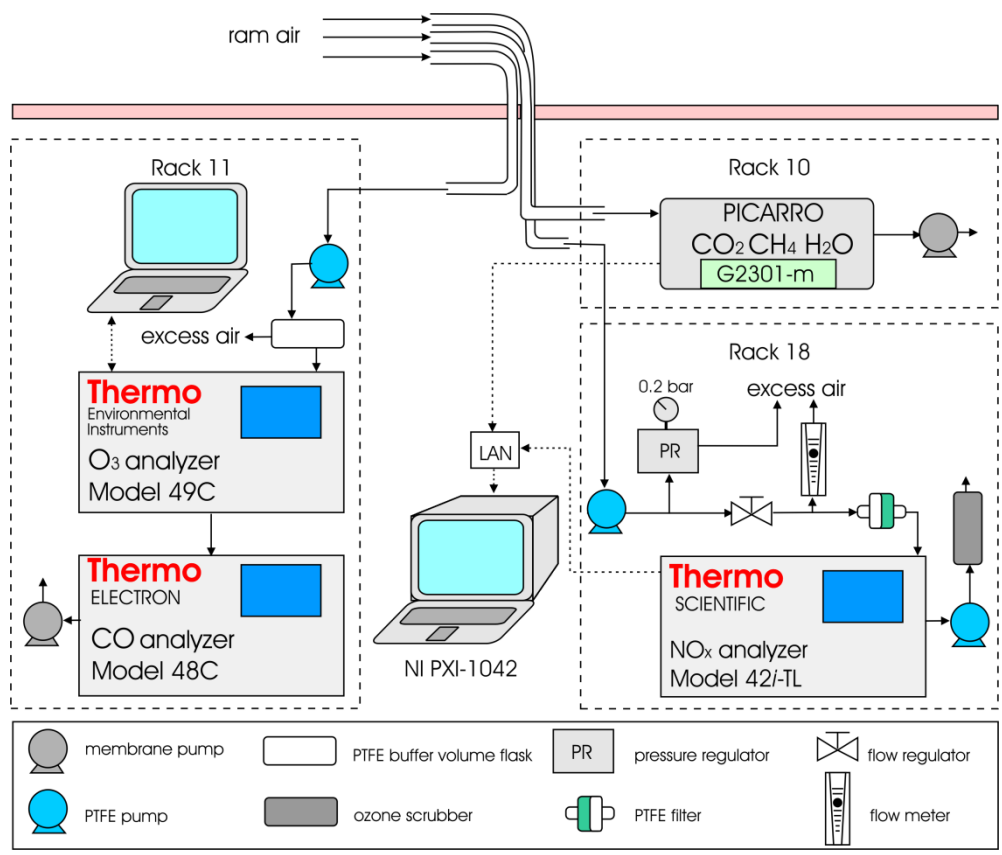 ram air
Rack 11
excess air
Thermo
Environmental
Instruments
O₃ analyzer
Model 49C
Thermo
ELECTRON
CO analyzer
Model 48C
LAN
NI PXI-1042
Rack 10
PICARRO
CO₂ CH₄ H₂O
G2301-m
Rack 18
0.2 bar
excess air
PR
Thermo
SCIENTIFIC
NOₓ analyzer
Model 42i-TL
membrane pump
PTFE buffer volume flask
PR
pressure regulator
flow regulator
PTFE pump
ozone scrubber
PTFE filter
flow meter